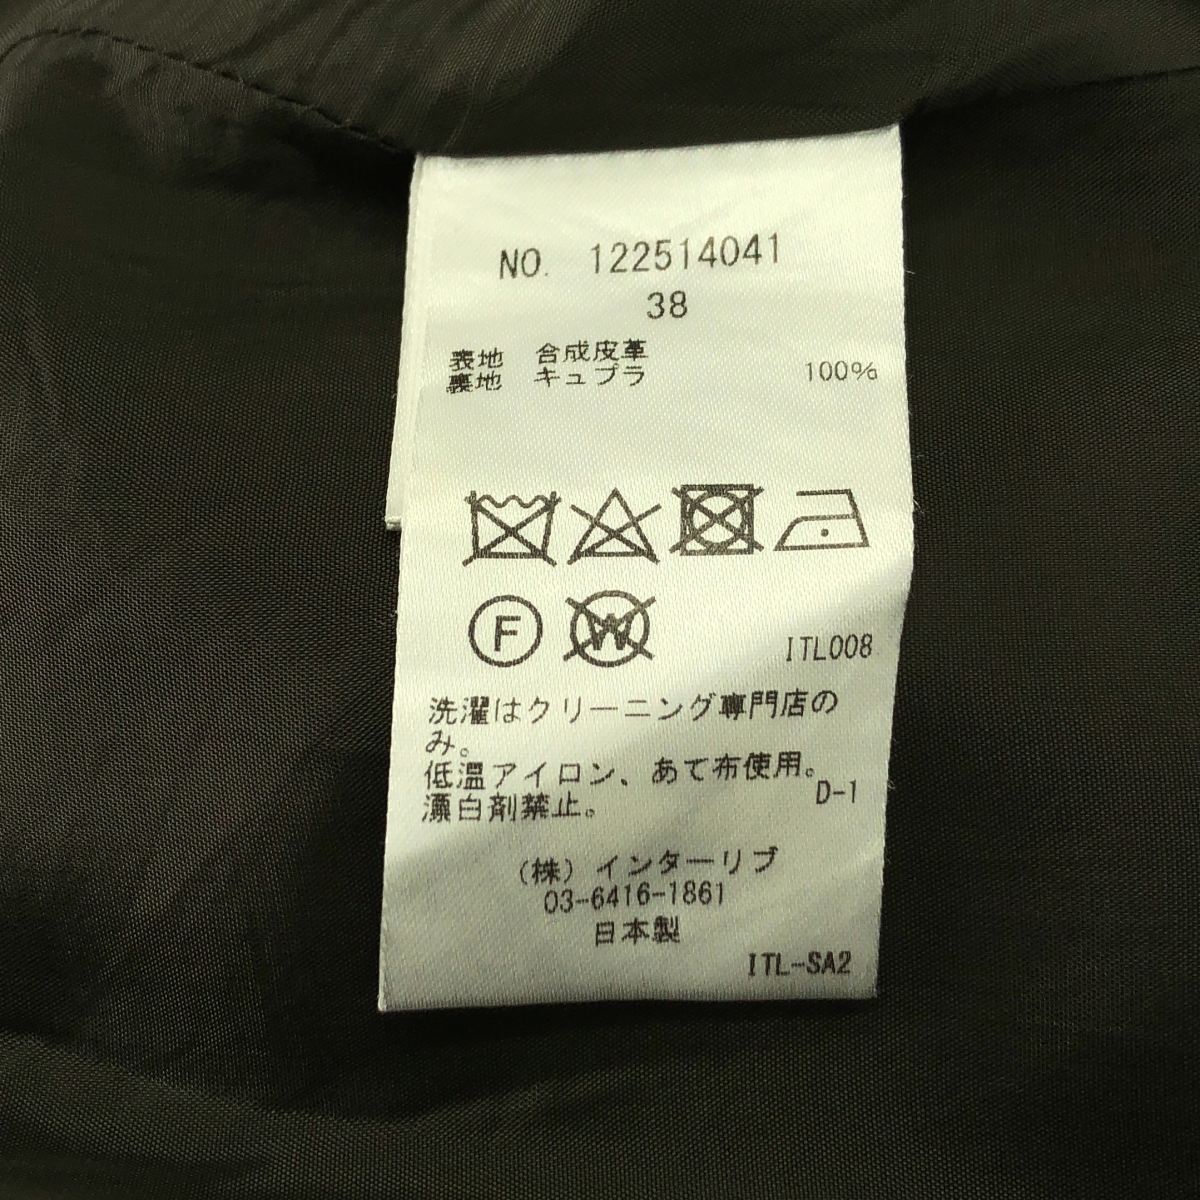 NO. 122514041
38
表地 合成皮革
裏地 キュプラ 100%
F W
ITL008
洗濯はクリーニング専門店の
み。
低温アイロン、あて布使用。
漂白剤禁止。
D-1
(株) インターリブ
03-6416-1861
日本製
ITL-SA2